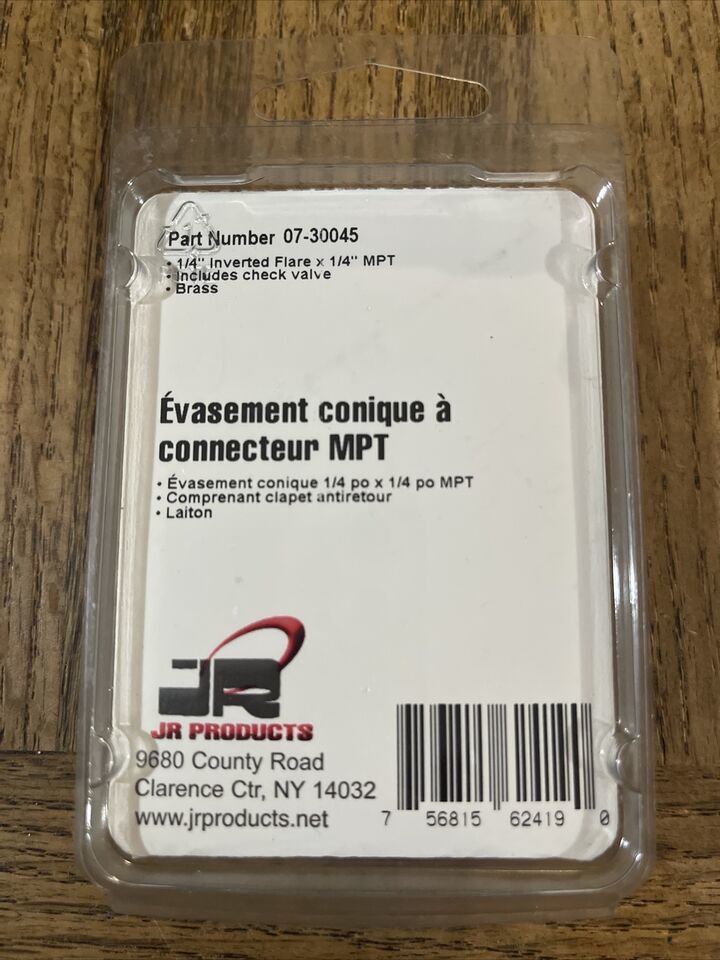 Part Number 07-30045
• 1/4" Inverted Flare x 1/4" MPT
• Includes check valve
• Brass
Évasement conique à
connecteur MPT
• Évasement conique 1/4 po x 1/4 po MPT
• Comprenant clapet antiretour
• Laiton
JR
JR PRODUCTS
9680 County Road
Clarence Ctr, NY 14032
www.jrproducts.net
7 56815 62419 0